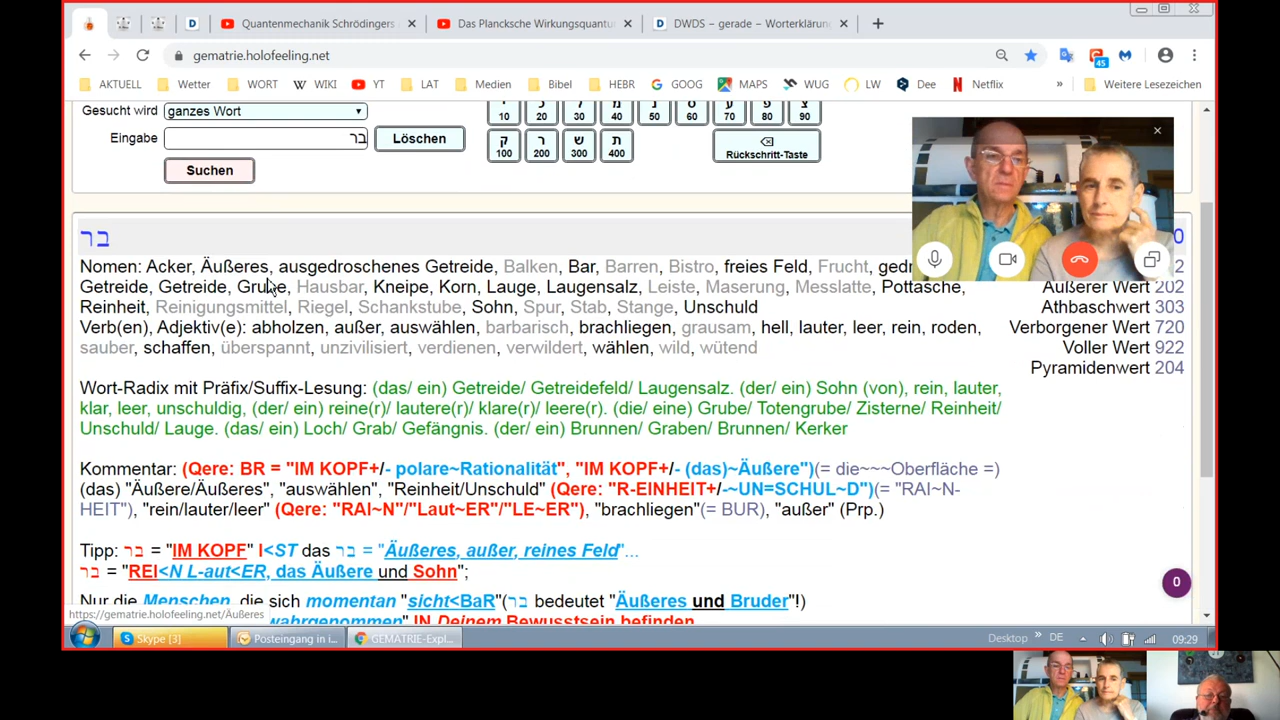 Quantenmechanik Schrödingers
Das Plancksche Wirkungsquantu
DWDS – gerade – Worterklärung
gematrie.holofeeling.net
45
AKTUELL Wetter WORT WIKI YT LAT Medien Bibel HEBR GOOG MAPS WUG LW Dee Netflix » Weitere Lesezeichen
Gesucht wird ganzes Wort
י 10 כ 20 ל 30 מ 40 נ 50 ס 60 ע 70 פ 80 צ 90
Eingabe בר Löschen
ק 100 ר 200 ש 300 ת 400 Rückschritt-Taste
Suchen
בר
Nomen: Acker, Äußeres, ausgedroschenes Getreide, Balken, Bar, Barren, Bistro, freies Feld, Frucht,
Getreide, Getreide, Grube, Hausbar, Kneipe, Korn, Lauge, Laugensalz, Leiste, Maserung, Messlatte, Pottasche,
Reinheit, Reinigungsmittel, Riegel, Schankstube, Sohn, Spur, Stab, Stange, Unschuld
Verb(en), Adjektiv(e): abholzen, außer, auswählen, barbarisch, brachliegen, grausam, hell, lauter, leer, rein, roden,
sauber, schaffen, überspannt, unzivilisiert, verdienen, verwildert, wählen, wild, wütend
Äußerer Wert 202
Athbaschwert 303
Verborgener Wert 720
Voller Wert 922
Pyramidenwert 204
Wort-Radix mit Präfix/Suffix-Lesung: (das/ ein) Getreide/ Getreidefeld/ Laugensalz. (der/ ein) Sohn (von), rein, lauter,
klar, leer, unschuldig, (der/ ein) reine(r)/ lautere(r)/ klare(r)/ leere(r). (die/ eine) Grube/ Totengrube/ Zisterne/ Reinheit/
Unschuld/ Lauge. (das/ ein) Loch/ Grab/ Gefängnis. (der/ ein) Brunnen/ Graben/ Brunnen/ Kerker
Kommentar: (Qere: BR = "IM KOPF+/- polare~Rationalität", "IM KOPF+/- (das)~Äußere")(= die~~~Oberfläche =)
(das) "Äußere/Äußeres", "auswählen", "Reinheit/Unschuld" (Qere: "R-EINHEIT+/-~UN=SCHUL~D")(= "RAI~N-
HEIT"), "rein/lauter/leer" (Qere: "RAI~N"/"Laut~ER"/"LE~ER"), "brachliegen"(= BUR), "außer" (Prp.)
Tipp: בר = "IM KOPF" I<ST das בר = "Äußeres, außer, reines Feld"...
בר = "REI<N L-aut<ER, das Äußere und Sohn";
Nur die Menschen, die sich momentan "sicht<BaR"(בר bedeutet "Äußeres und Bruder"!)
wahrgenommen" IN Deinem Bewusstsein befinden
0
https://gematrie.holofeeling.net/Äußeres
Skype [3] Posteingang in i... GEMATRIE-Expl... Desktop » DE 09:29